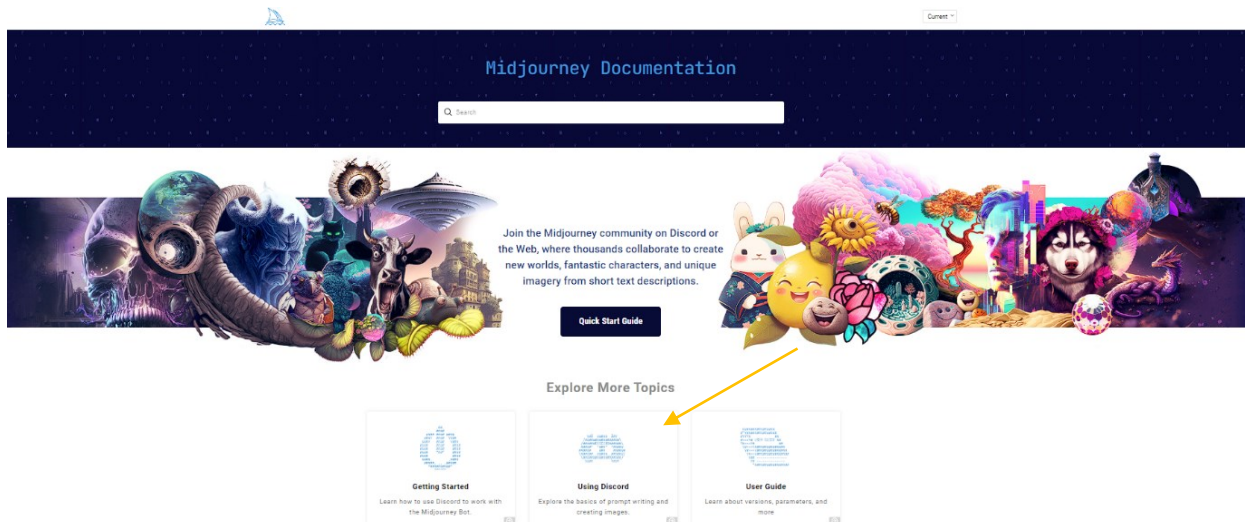 Current
Midjourney Documentation
Search
Join the Midjourney community on Discord or
the Web, where thousands collaborate to create
new worlds, fantastic characters, and unique
imagery from short text descriptions.
Quick Start Guide
Explore More Topics
Getting Started
Learn how to use Discord to work with
the Midjourney Bot.
Using Discord
Explore the basics of prompt writing and
creating images.
User Guide
Learn about versions, parameters, and
more